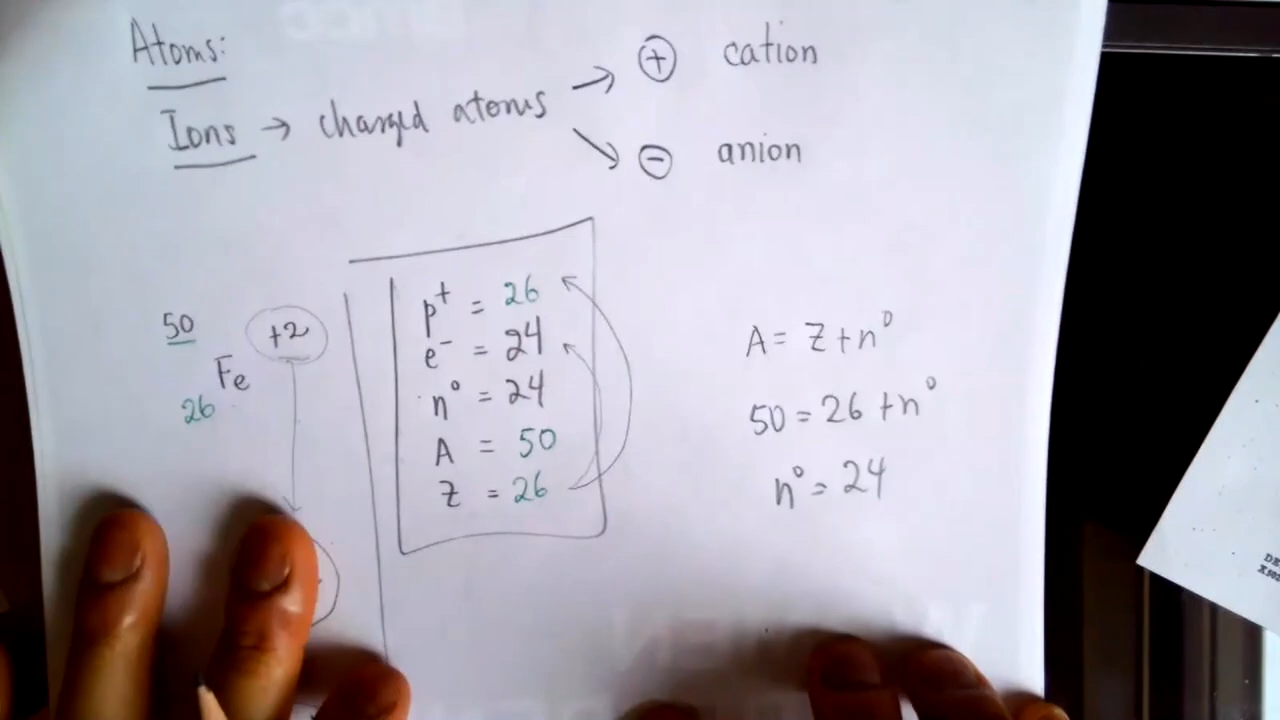 Atoms:
Ions → charged atoms
→ ⊕ cation
↘ ⊖ anion
50
Fe
+2
26
p+ = 26
e- = 24
n° = 24
A = 50
Z = 26
A = Z + n°
50 = 26 + n°
n° = 24